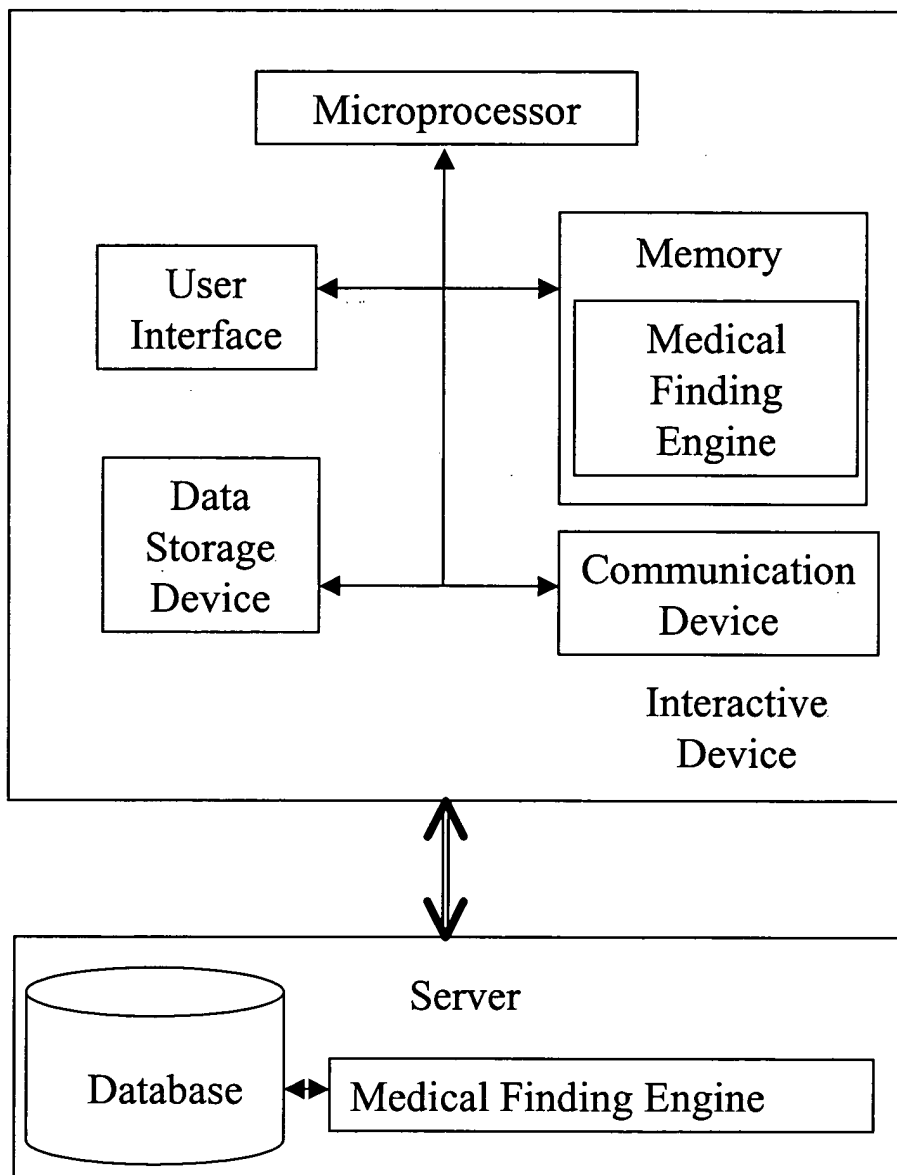 Microprocessor
User
Interface
Memory
Medical
Finding
Engine
Data
Storage
Device
Communication
Device
Interactive
Device
Server
Database
Medical Finding Engine